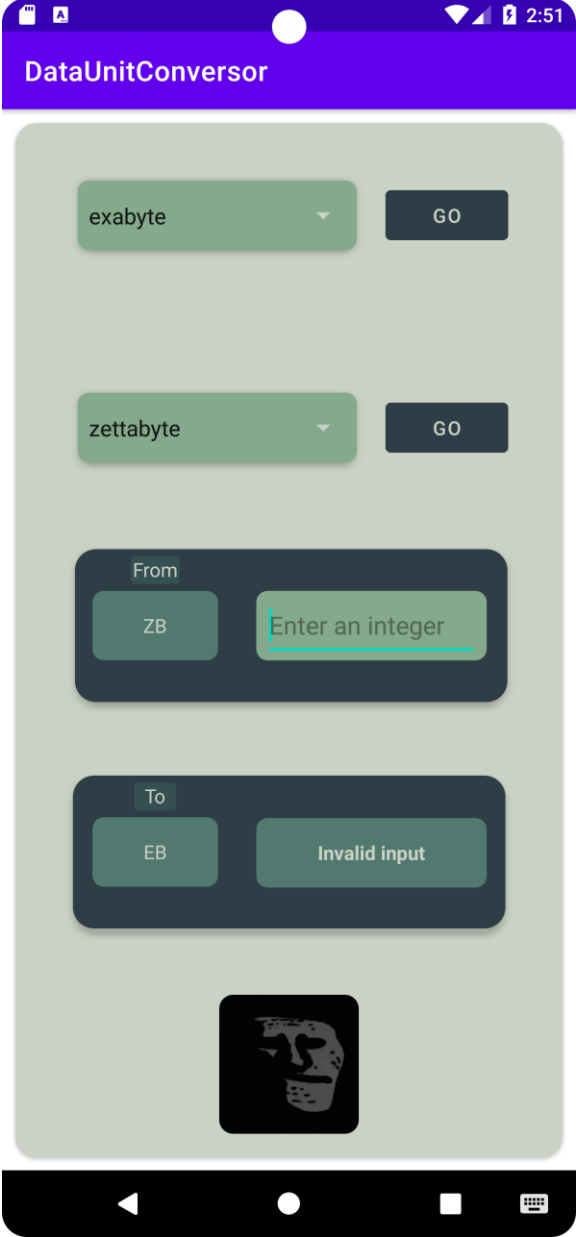 2:51
DataUnitConversor
exabyte
GO
zettabyte
GO
From
ZB
Enter an integer
To
EB
Invalid input